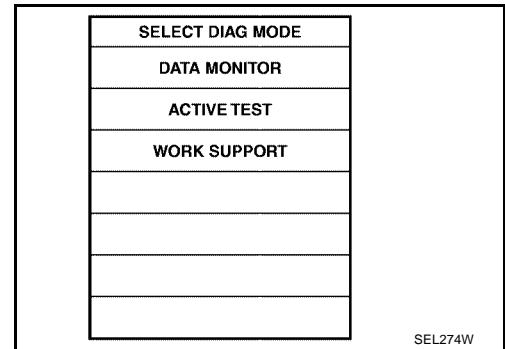 SELECT DIAG MODE
DATA MONITOR
ACTIVE TEST
WORK SUPPORT
SEL274W